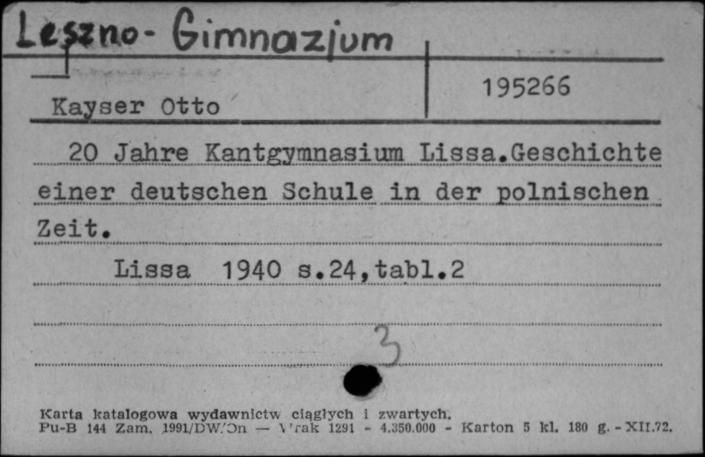 Leszno - Gimnazjum
195266
Kayser Otto
20 Jahre Kantgymnasium Lissa.Geschichte
einer deutschen Schule in der polnischen
Zeit.
Lissa 1940 s.24,tabl.2
3
Karta katalogowa wydawnictw ciągłych i zwartych.
Pu-B 144 Zam. 1991/DW/On — 1291 - 4.350.000 - Karton 5 kl. 180 g. - XII.72.